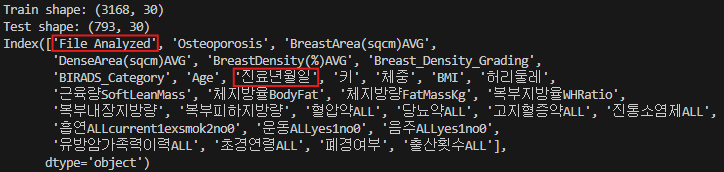 Train shape: (3168, 30)
Test shape: (793, 30)
Index(['File Analyzed', 'Osteoporosis', 'BreastArea(sqcm)AVG',
'DenseArea(sqcm)AVG', 'BreastDensity(%)AVG', 'Breast_Density_Grading',
'BIRADS_Category', 'Age', '진료년월일', '키', '체중', 'BMI', '허리둘레',
'근육량SoftLeanMass', '체지방율BodyFat', '체지방량FatMassKg', '복부지방율WHRatio',
'복부내장지방량', '복부피하지방량', '혈압약ALL', '당뇨약ALL', '고지혈증약ALL', '진통소염제ALL',
'흡연ALLcurrent1exsmok2no0', '운동ALLyes1no0', '음주ALLyes1no0',
'유방암가족력이력ALL', '초경연령ALL', '폐경여부', '출산횟수ALL'],
dtype='object')